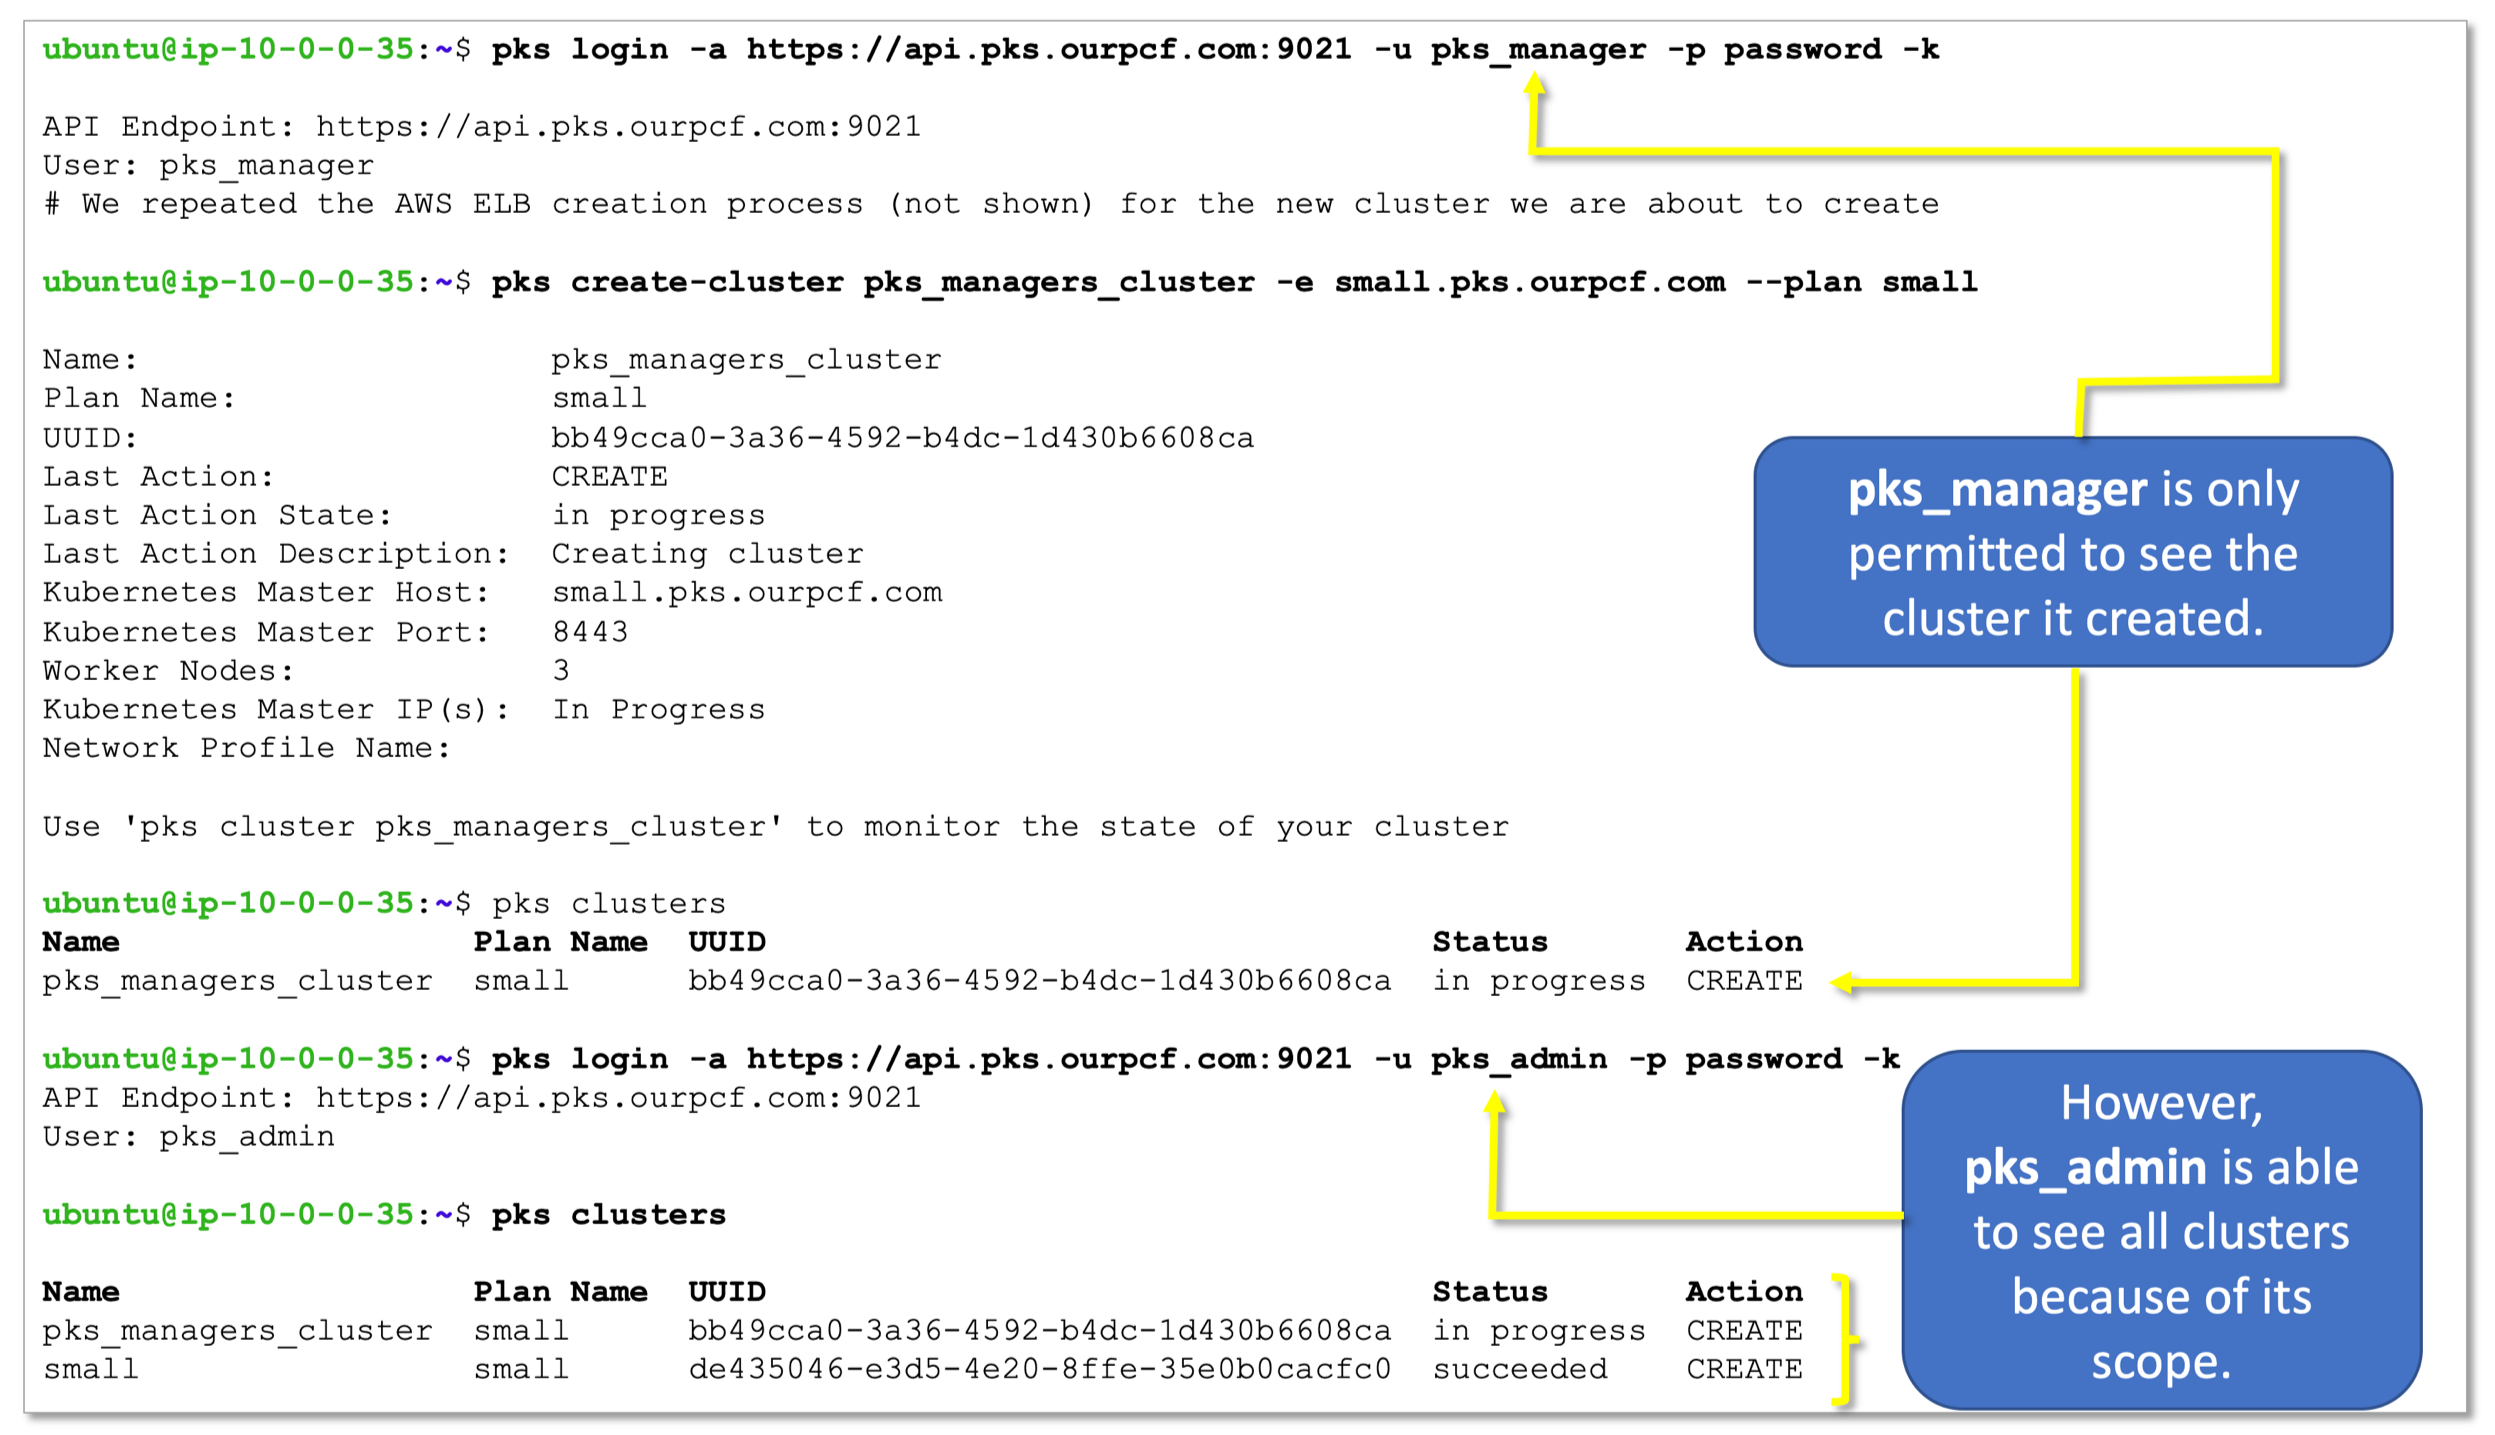 ubuntu@ip-10-0-0-35:~$ pks login -a https://api.pks.ourpcf.com:9021 -u pks_manager -p password -k
API Endpoint: https://api.pks.ourpcf.com:9021
User: pks_manager
# We repeated the AWS ELB creation process (not shown) for the new cluster we are about to create
ubuntu@ip-10-0-0-35:~$ pks create-cluster pks_managers_cluster -e small.pks.ourpcf.com --plan small
Name: pks_managers_cluster
Plan Name: small
UUID: bb49cca0-3a36-4592-b4dc-1d430b6608ca
Last Action: CREATE
Last Action State: in progress
Last Action Description: Creating cluster
Kubernetes Master Host: small.pks.ourpcf.com
Kubernetes Master Port: 8443
Worker Nodes: 3
Kubernetes Master IP(s): In Progress
Network Profile Name:
pks_manager is only
permitted to see the
cluster it created.
Use 'pks cluster pks_managers_cluster' to monitor the state of your cluster
ubuntu@ip-10-0-0-35:~$ pks clusters
Name Plan Name UUID Status Action
pks_managers_cluster small bb49cca0-3a36-4592-b4dc-1d430b6608ca in progress CREATE
ubuntu@ip-10-0-0-35:~$ pks login -a https://api.pks.ourpcf.com:9021 -u pks_admin -p password -k
API Endpoint: https://api.pks.ourpcf.com:9021
User: pks_admin
ubuntu@ip-10-0-0-35:~$ pks clusters
Name Plan Name UUID Status Action
pks_managers_cluster small bb49cca0-3a36-4592-b4dc-1d430b6608ca in progress CREATE
small small de435046-e3d5-4e20-8ffe-35e0b0cacfc0 succeeded CREATE
However,
pks_admin is able
to see all clusters
because of its
scope.